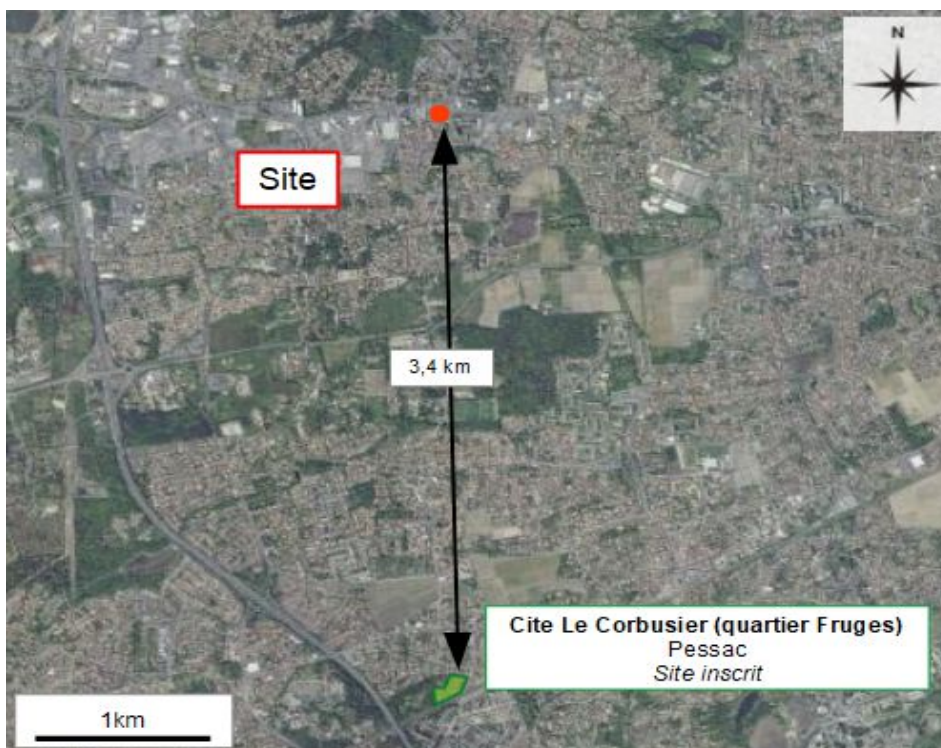 N
Site
3,4 km
Cite Le Corbusier (quartier Fruges)
Pessac
Site inscrit
1km